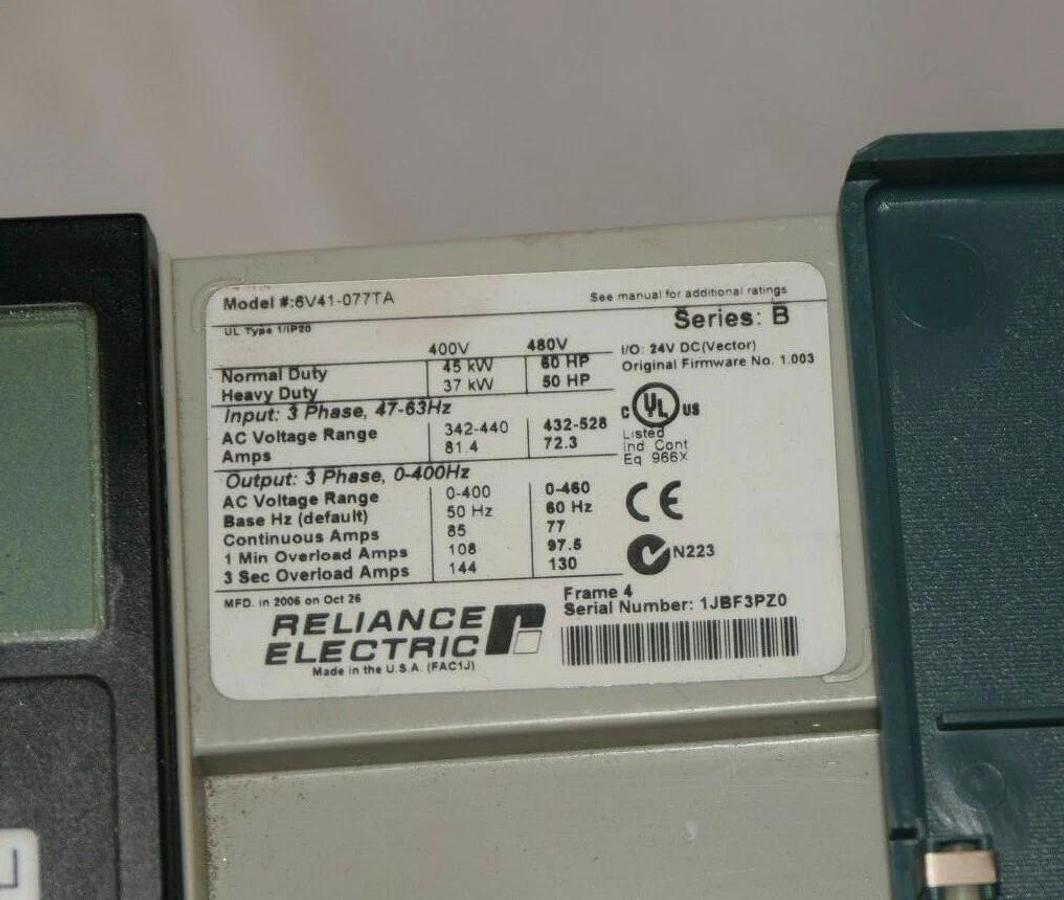 Model #:6V41-077TA
See manual for additional ratings
UL Type 1/IP20
Series: B
400V 480V
I/O: 24V DC(Vector)
Normal Duty 45 kW 60 HP
Original Firmware No. 1.003
Heavy Duty 37 kW 50 HP
Input: 3 Phase, 47-63Hz
C UL US
AC Voltage Range 342-440 432-528
Listed
Amps 81.4 72.3
Ind Cont
Eq 966X
Output: 3 Phase, 0-400Hz
AC Voltage Range 0-400 0-460
CE
Base Hz (default) 50 Hz 60 Hz
Continuous Amps 85 77
1 Min Overload Amps 108 97.5
N223
3 Sec Overload Amps 144 130
MFD. in 2006 on Oct 26
Frame 4
Serial Number: 1JBF3PZ0
RELIANCE
ELECTRIC
Made in the U.S.A. (FAC1J)